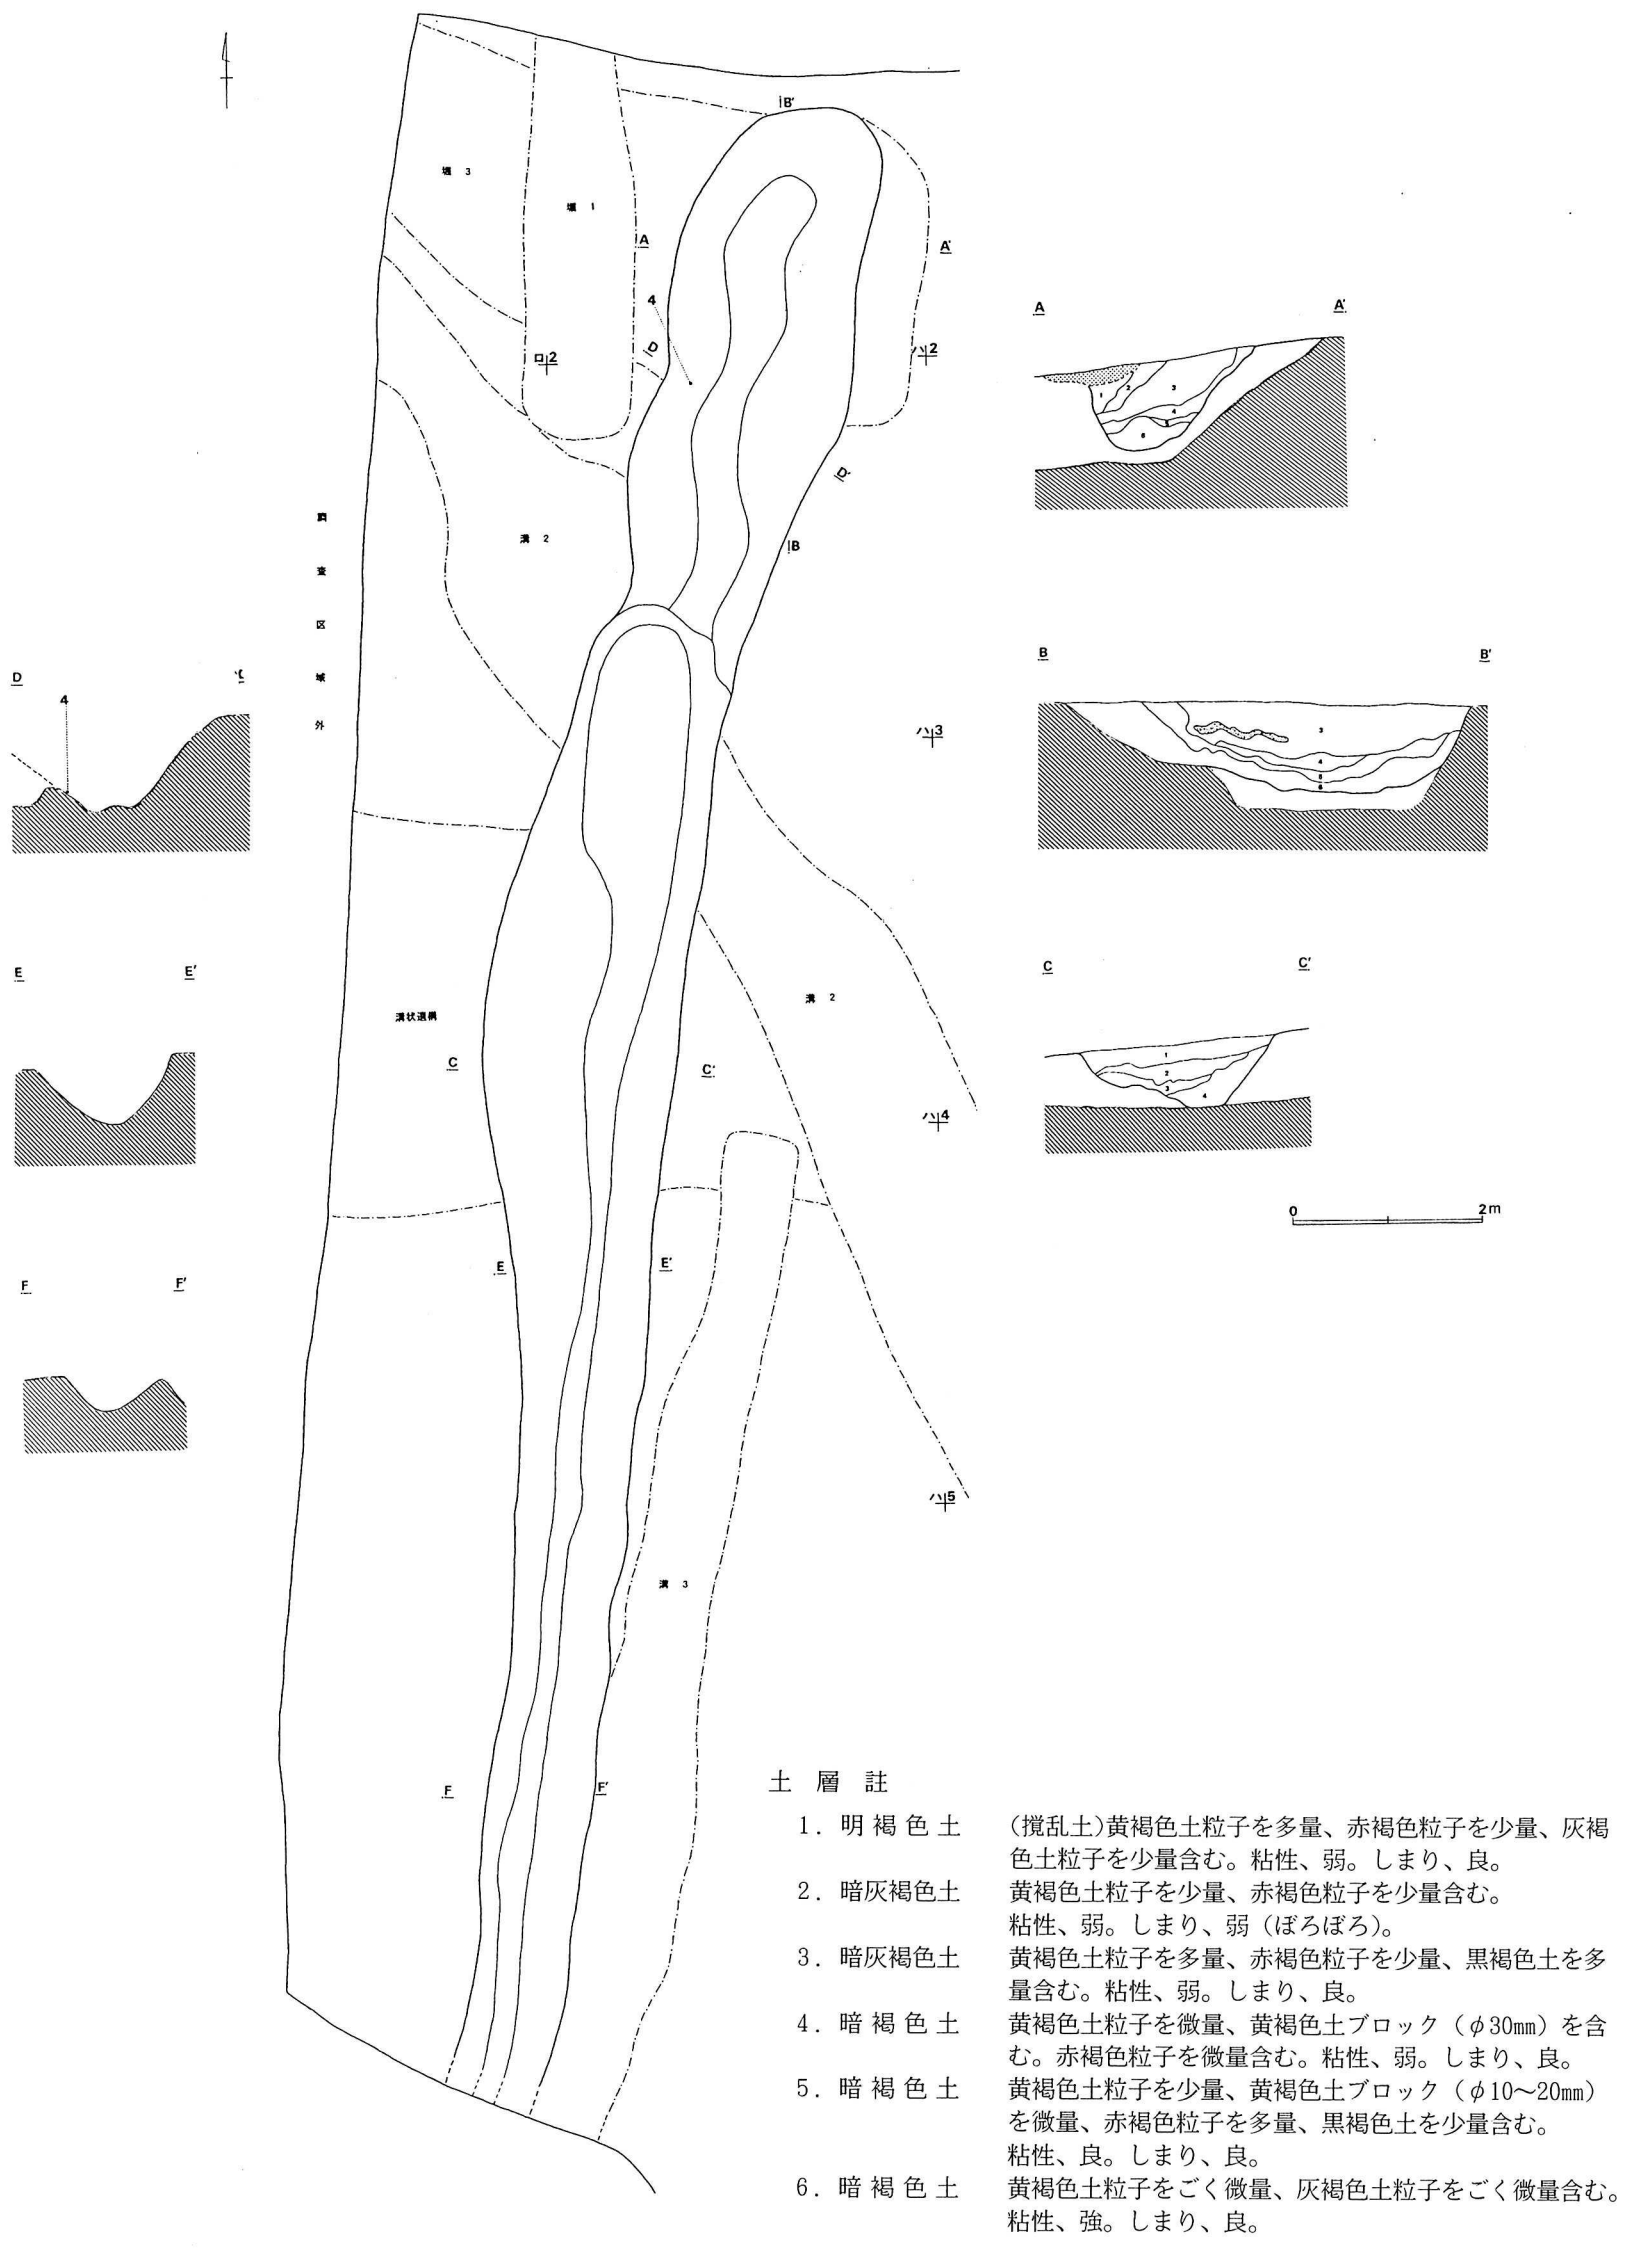 B'
堀 3
堀 1
A
A'
4
D
ロ2
ハ2
D'
B
溝 2
調査区域外
ハ3
溝 2
溝状遺構
C
C'
ハ4
E
E'
ハ5
溝 3
F
F'
D
4
E
E'
F
F'
A
A'
1
2
3
4
5
6
B
B'
3
4
5
6
C
C'
1
2
3
4
0
2m
土層註
1. 明褐色土 (撹乱土)黄褐色土粒子を多量、赤褐色粒子を少量、灰褐
色土粒子を少量含む。粘性、弱。しまり、良。
2. 暗灰褐色土 黄褐色土粒子を少量、赤褐色粒子を少量含む。
粘性、弱。しまり、弱(ぼろぼろ)。
3. 暗灰褐色土 黄褐色土粒子を多量、赤褐色粒子を少量、黒褐色土を多
量含む。粘性、弱。しまり、良。
4. 暗褐色土 黄褐色土粒子を微量、黄褐色土ブロック(φ30㎜)を含
む。赤褐色粒子を微量含む。粘性、弱。しまり、良。
5. 暗褐色土 黄褐色土粒子を少量、黄褐色土ブロック(φ10〜20㎜)
を微量、赤褐色粒子を多量、黒褐色土を少量含む。
粘性、良。しまり、良。
6. 暗褐色土 黄褐色土粒子をごく微量、灰褐色土粒子をごく微量含む。
粘性、強。しまり、良。